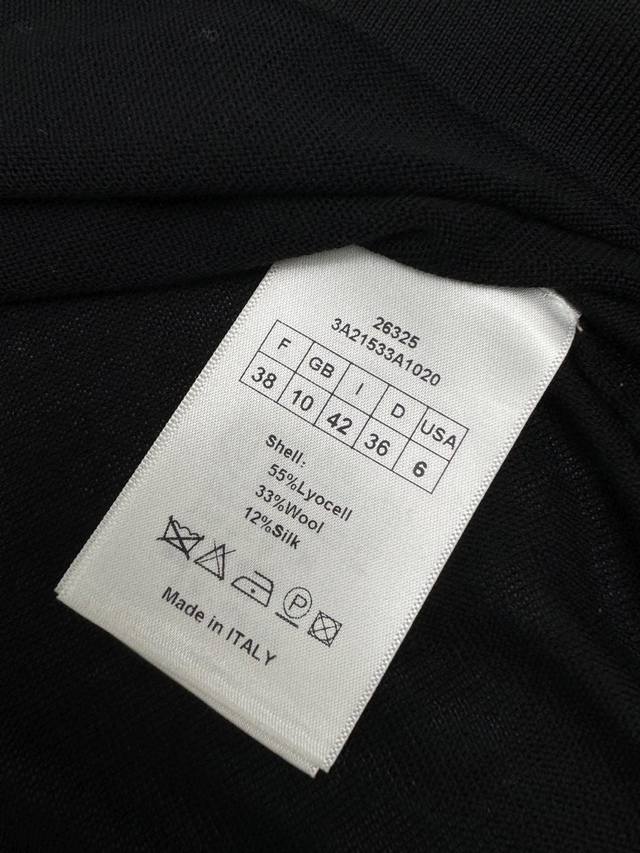 26325
3A21533A1020
F GB I D USA
38 10 42 36 6
Shell:
55%Lyocell
33%Wool
12%Silk
P
Made in ITALY